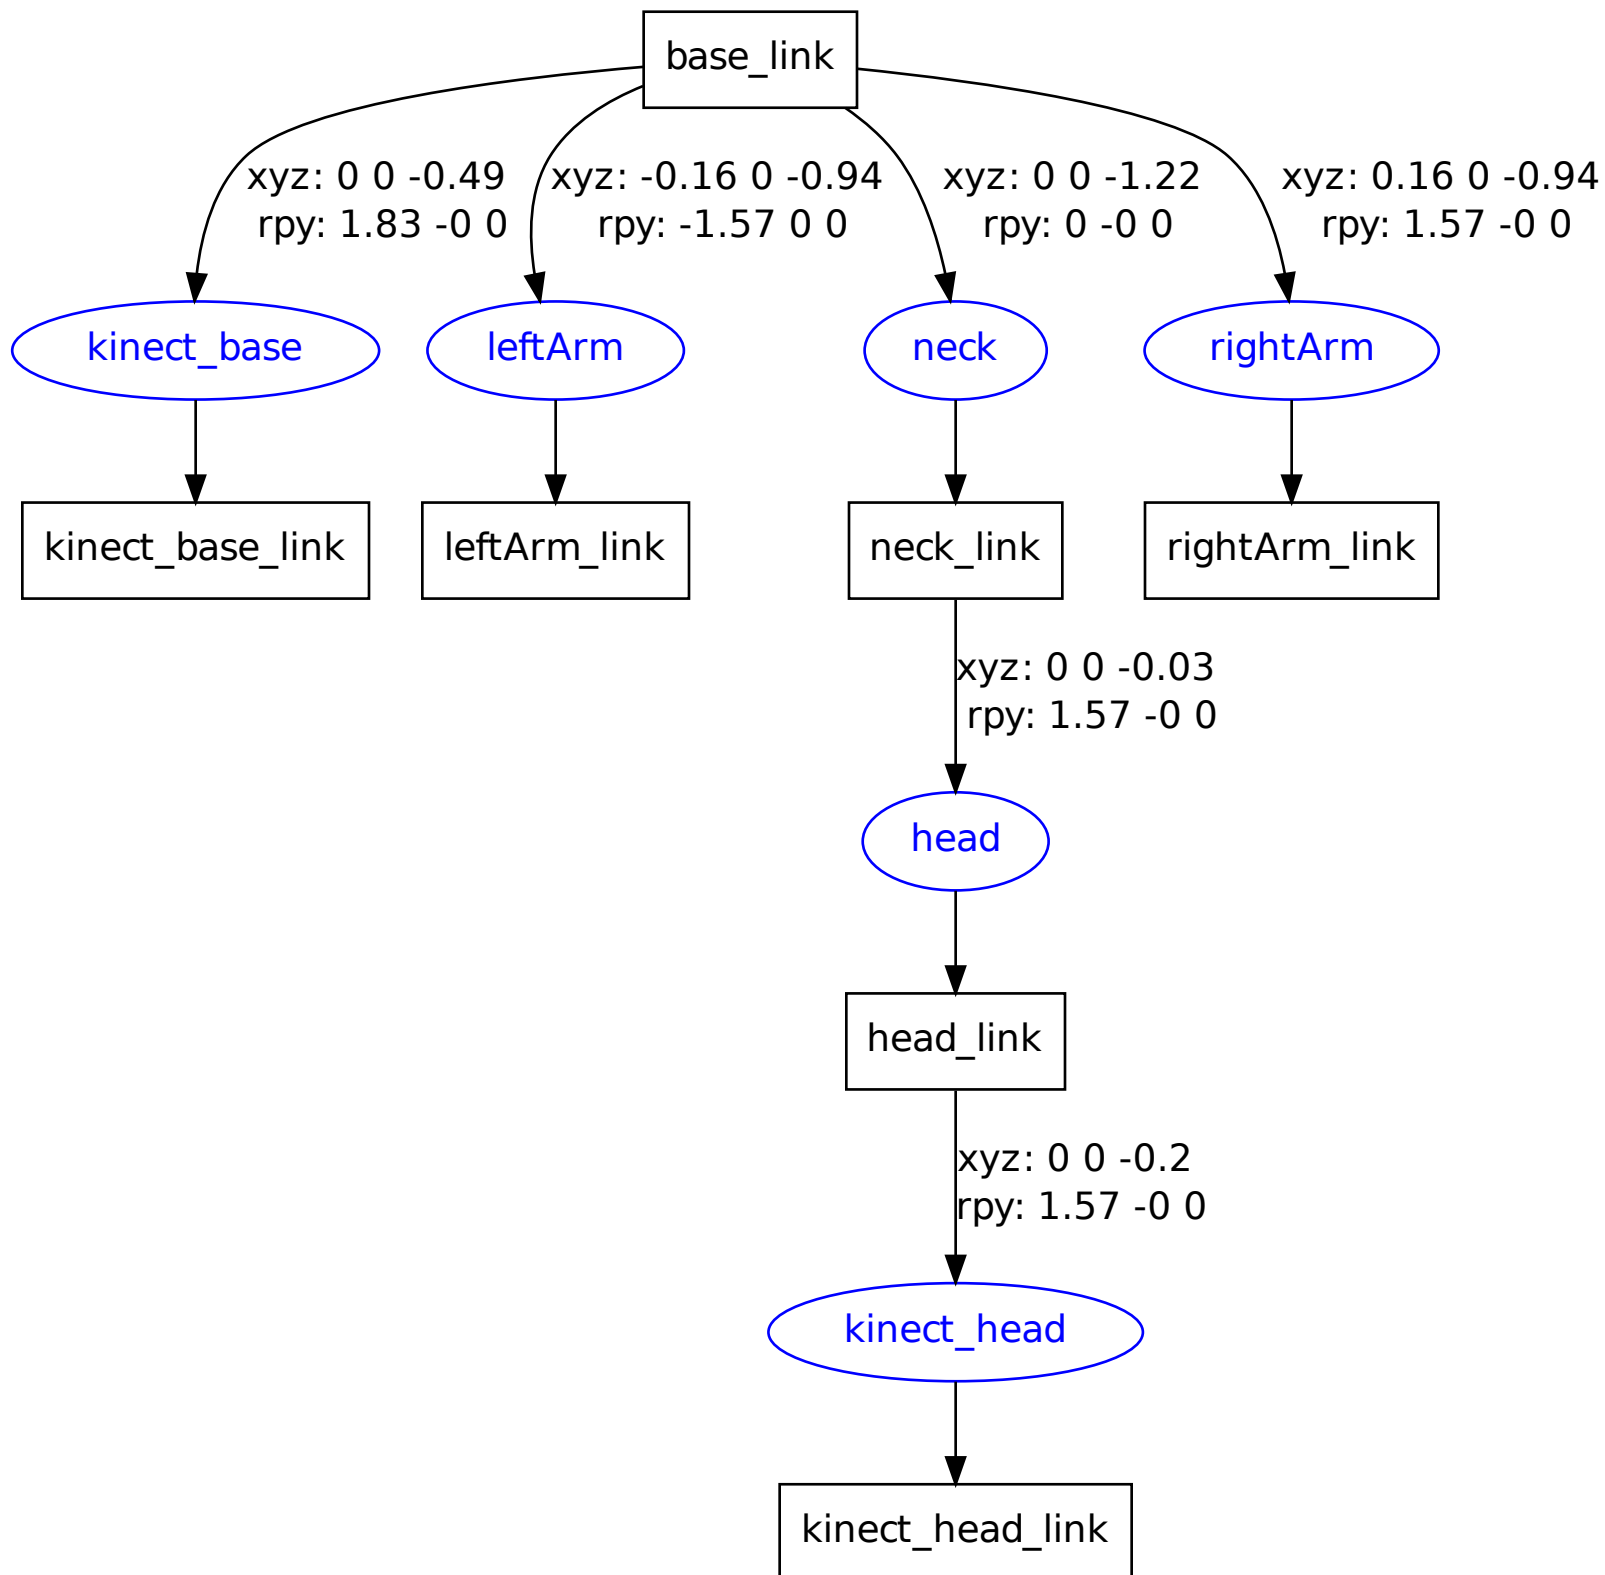 base_link
xyz: 0 0 -0.49
rpy: 1.83 -0 0
xyz: -0.16 0 -0.94
rpy: -1.57 0 0
xyz: 0 0 -1.22
rpy: 0 -0 0
xyz: 0.16 0 -0.94
rpy: 1.57 -0 0
kinect_base
leftArm
neck
rightArm
kinect_base_link
leftArm_link
neck_link
rightArm_link
xyz: 0 0 -0.03
rpy: 1.57 -0 0
head
head_link
xyz: 0 0 -0.2
rpy: 1.57 -0 0
kinect_head
kinect_head_link